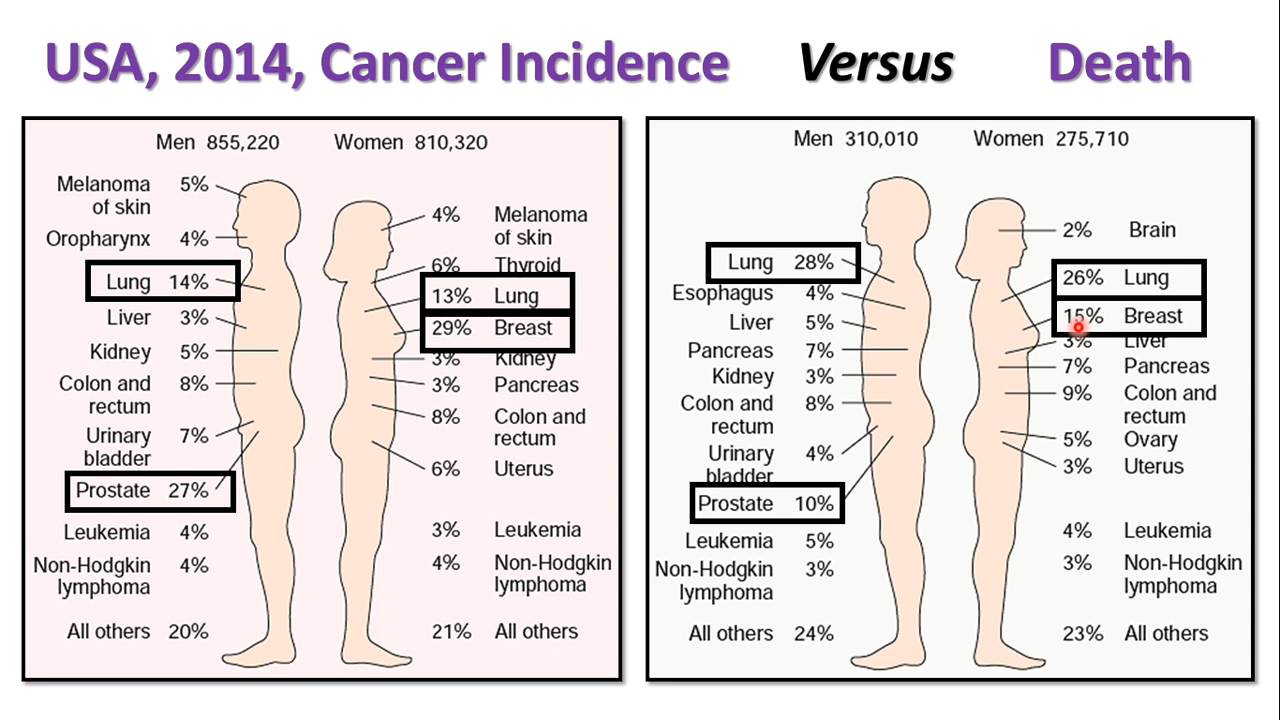 USA, 2014, Cancer Incidence Versus Death
Men 855,220
Women 810,320
Melanoma 5%
of skin
Oropharynx 4%
Lung 14%
Liver 3%
Kidney 5%
Colon and 8%
rectum
Urinary 7%
bladder
Prostate 27%
Leukemia 4%
Non-Hodgkin 4%
lymphoma
All others 20%
4% Melanoma
of skin
6% Thyroid
13% Lung
29% Breast
3% Kidney
3% Pancreas
8% Colon and
rectum
6% Uterus
3% Leukemia
4% Non-Hodgkin
lymphoma
21% All others
Men 310,010
Women 275,710
Lung 28%
Esophagus 4%
Liver 5%
Pancreas 7%
Kidney 3%
Colon and 8%
rectum
Urinary 4%
bladder
Prostate 10%
Leukemia 5%
Non-Hodgkin 3%
lymphoma
All others 24%
2% Brain
26% Lung
15% Breast
3% Liver
7% Pancreas
9% Colon and
rectum
5% Ovary
3% Uterus
4% Leukemia
3% Non-Hodgkin
lymphoma
23% All others